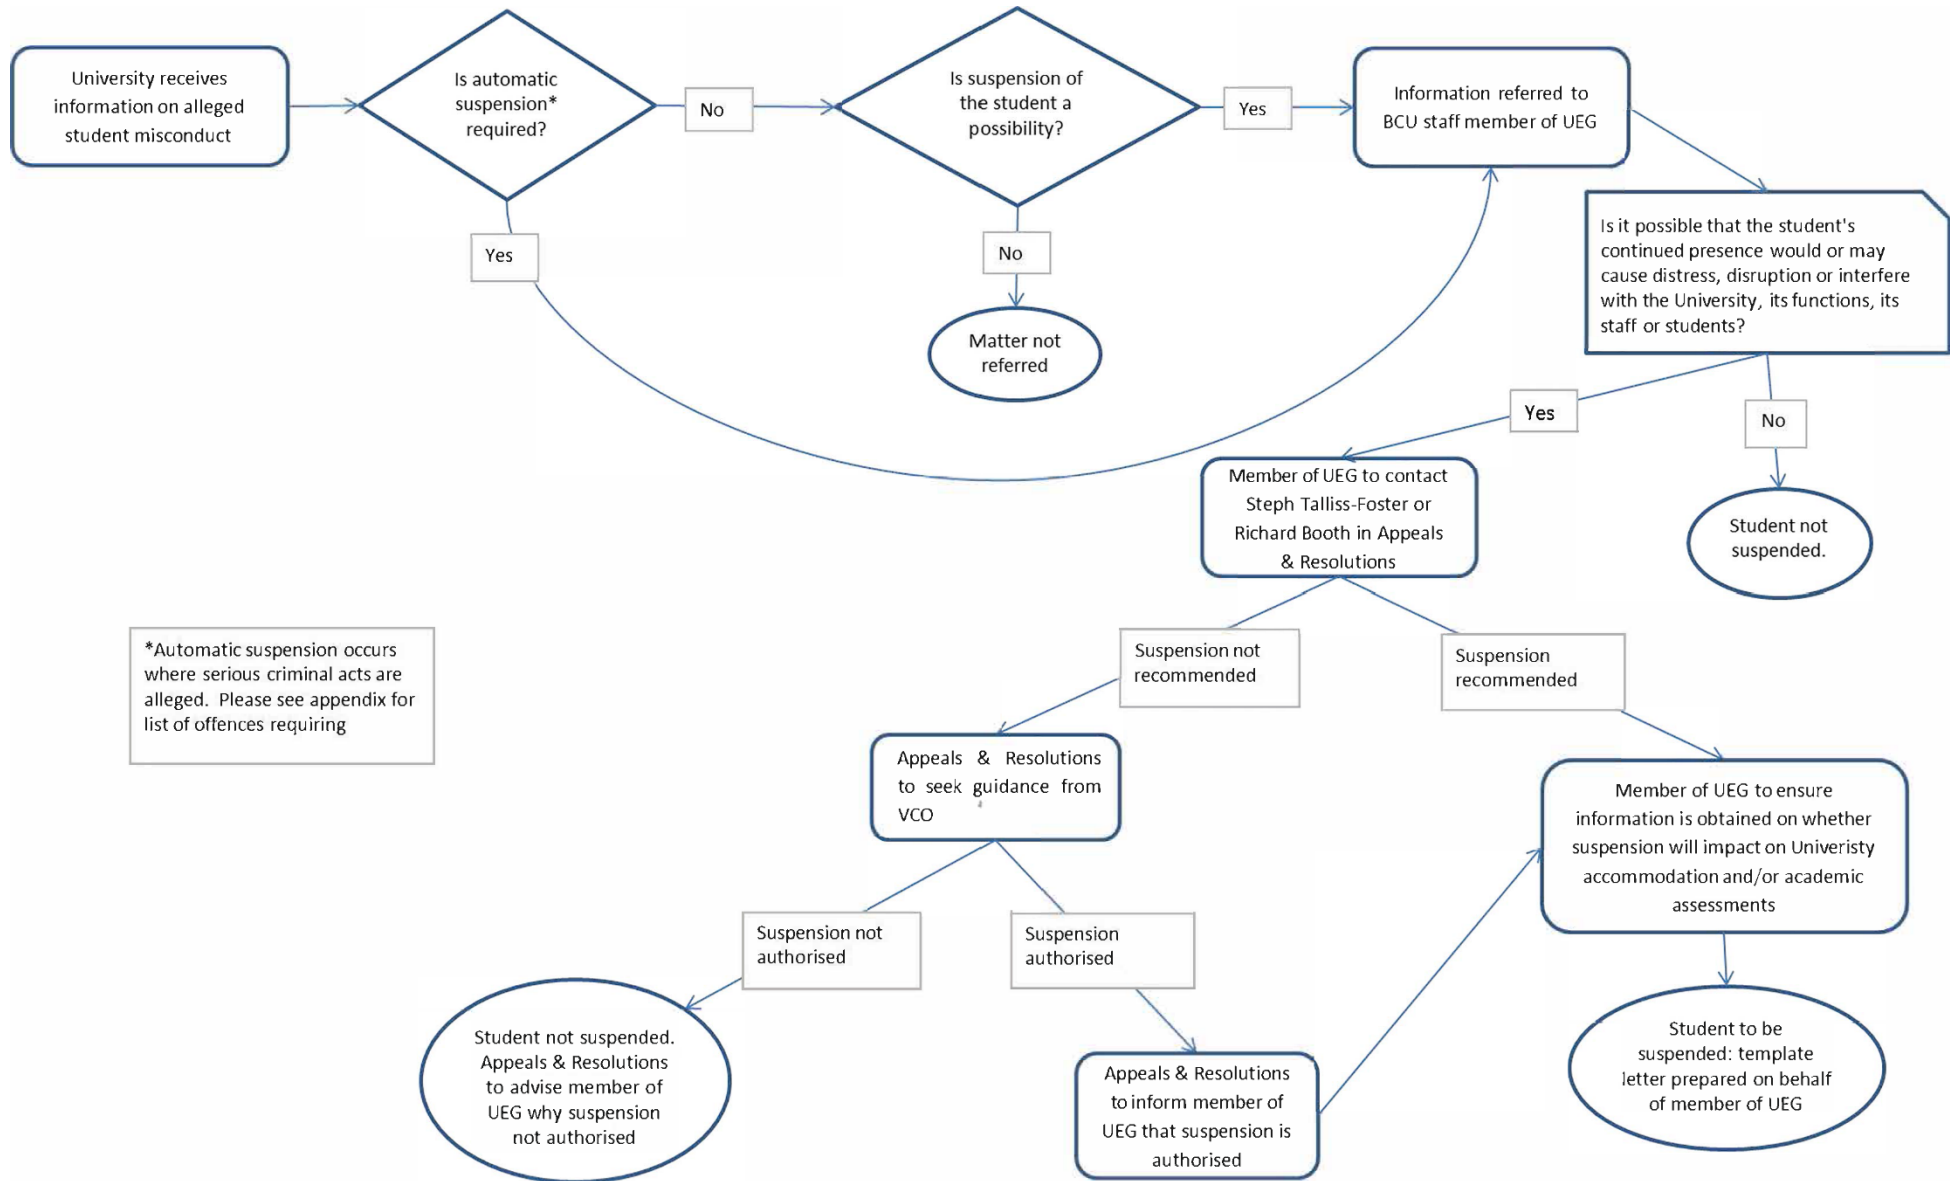 University receives
information on alleged
student misconduct
Is automatic
suspension*
required?
No
Is suspension of
the student a
possibility?
Yes
Information referred to
BCU staff member of UEG
Yes
No
Matter not
referred
Is it possible that the student's
continued presence would or may
cause distress, disruption or interfere
with the University, its functions, its
staff or students?
Yes
No
Member of UEG to contact
Steph Talliss-Foster or
Richard Booth in Appeals
& Resolutions
Student not
suspended.
*Automatic suspension occurs
where serious criminal acts are
alleged. Please see appendix for
list of offences requiring
Suspension not
recommended
Suspension
recommended
Appeals & Resolutions
to seek guidance from
VCO
Member of UEG to ensure
information is obtained on whether
suspension will impact on Univeristy
accommodation and/or academic
assessments
Suspension not
authorised
Suspension
authorised
Student not suspended.
Appeals & Resolutions
to advise member of
UEG why suspension
not authorised
Appeals & Resolutions
to inform member of
UEG that suspension is
authorised
Student to be
suspended: template
letter prepared on behalf
of member of UEG